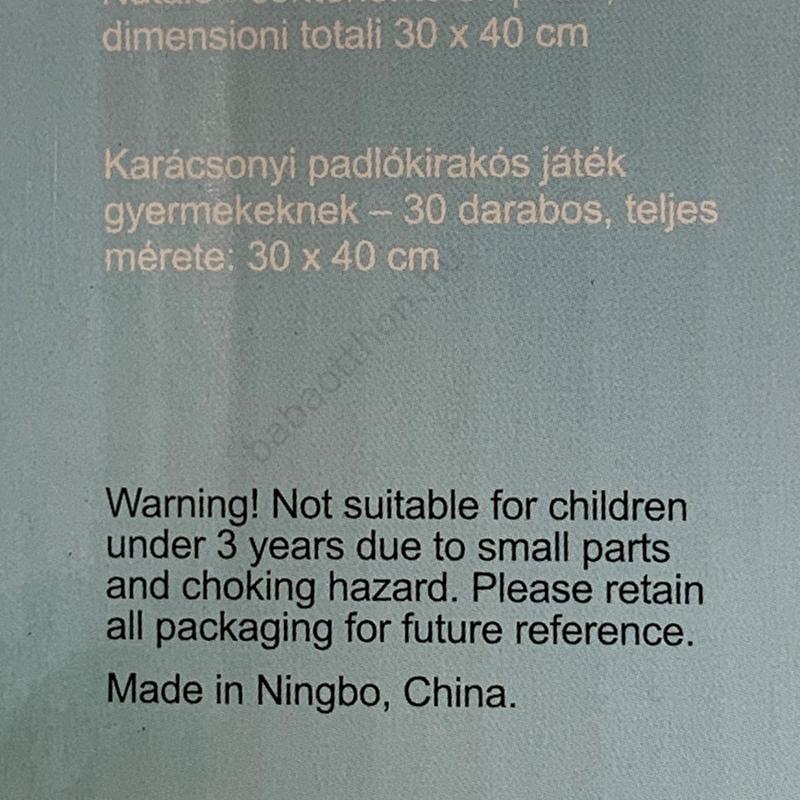 dimensioni totali 30 x 40 cm
Karácsonyi padlókirakós játék
gyermekeknek – 30 darabos, teljes
mérete: 30 x 40 cm
babaotthon.hu
Warning! Not suitable for children
under 3 years due to small parts
and choking hazard. Please retain
all packaging for future reference.
Made in Ningbo, China.